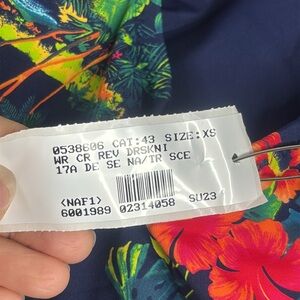 0538606 CAT:43 SIZE:XS
WR CR REV DRSKNI
17A DE SE NA/TR SCE
<NAF1>
6001989 02314058 SU23